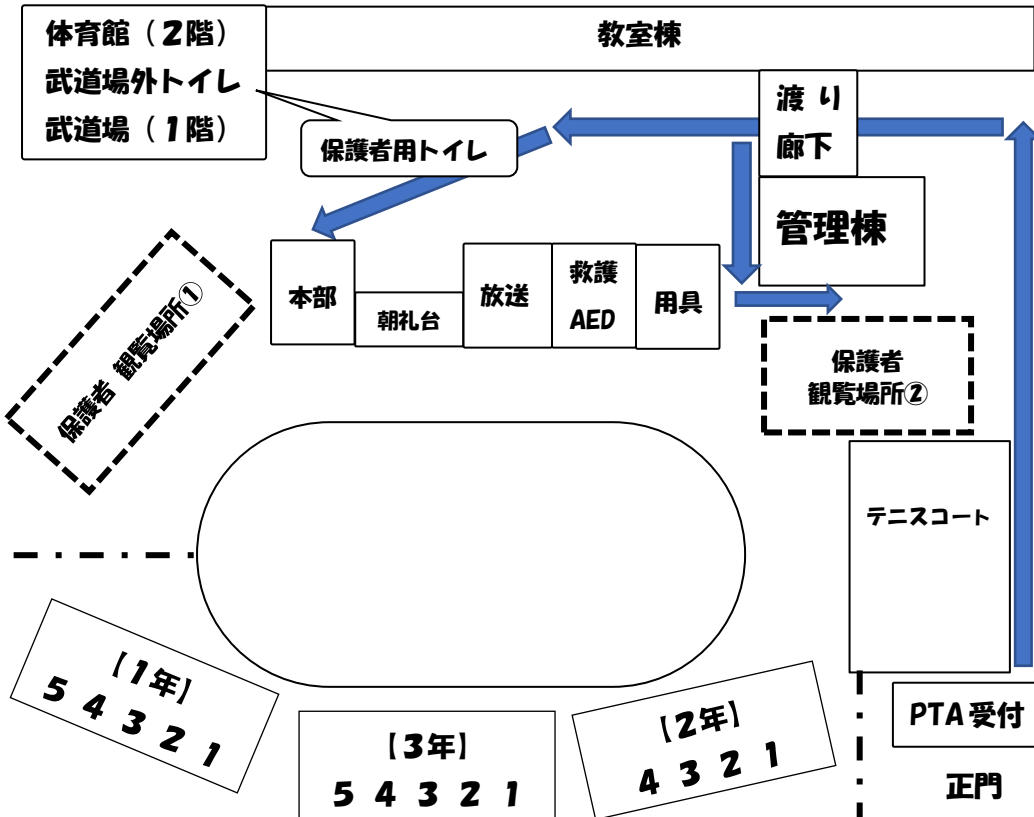 体育館（2階）
武道場外トイレ
武道場（1階）
教室棟
渡り
廊下
保護者用トイレ
管理棟
本部
朝礼台
放送
救護
AED
用具
保護者 観覧場所①
保護者
観覧場所②
テニスコート
【1年】
5 4 3 2 1
【3年】
5 4 3 2 1
【2年】
4 3 2 1
PTA受付
正門